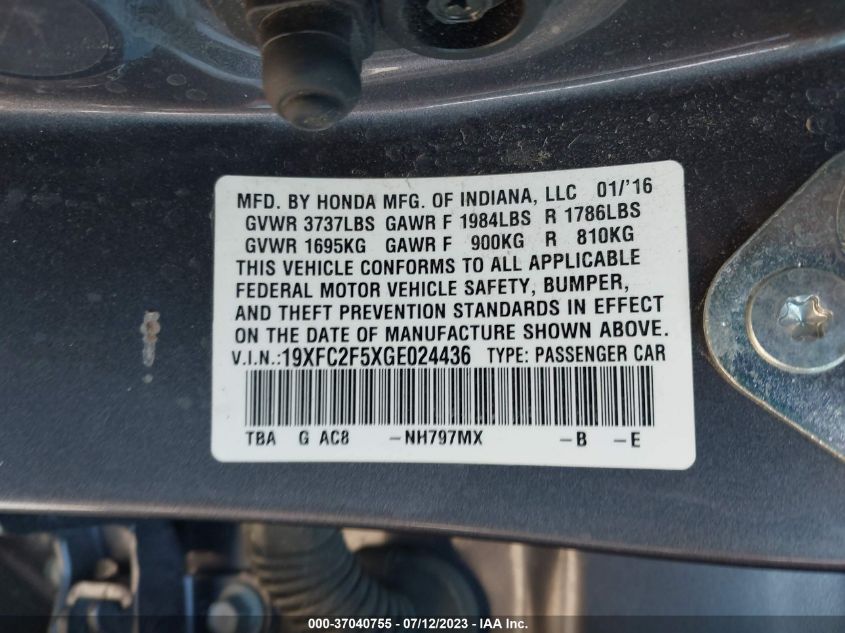 MFD. BY HONDA MFG. OF INDIANA, LLC 01/'16
GVWR 3737LBS GAWR F 1984LBS R 1786LBS
GVWR 1695KG GAWR F 900KG R 810KG
THIS VEHICLE CONFORMS TO ALL APPLICABLE
FEDERAL MOTOR VEHICLE SAFETY, BUMPER,
AND THEFT PREVENTION STANDARDS IN EFFECT
ON THE DATE OF MANUFACTURE SHOWN ABOVE.
V.I.N.:19XFC2F5XGE024436 TYPE: PASSENGER CAR
TBA G AC8 -NH797MX -B -E
000-37040755 - 07/12/2023 - IAA Inc.